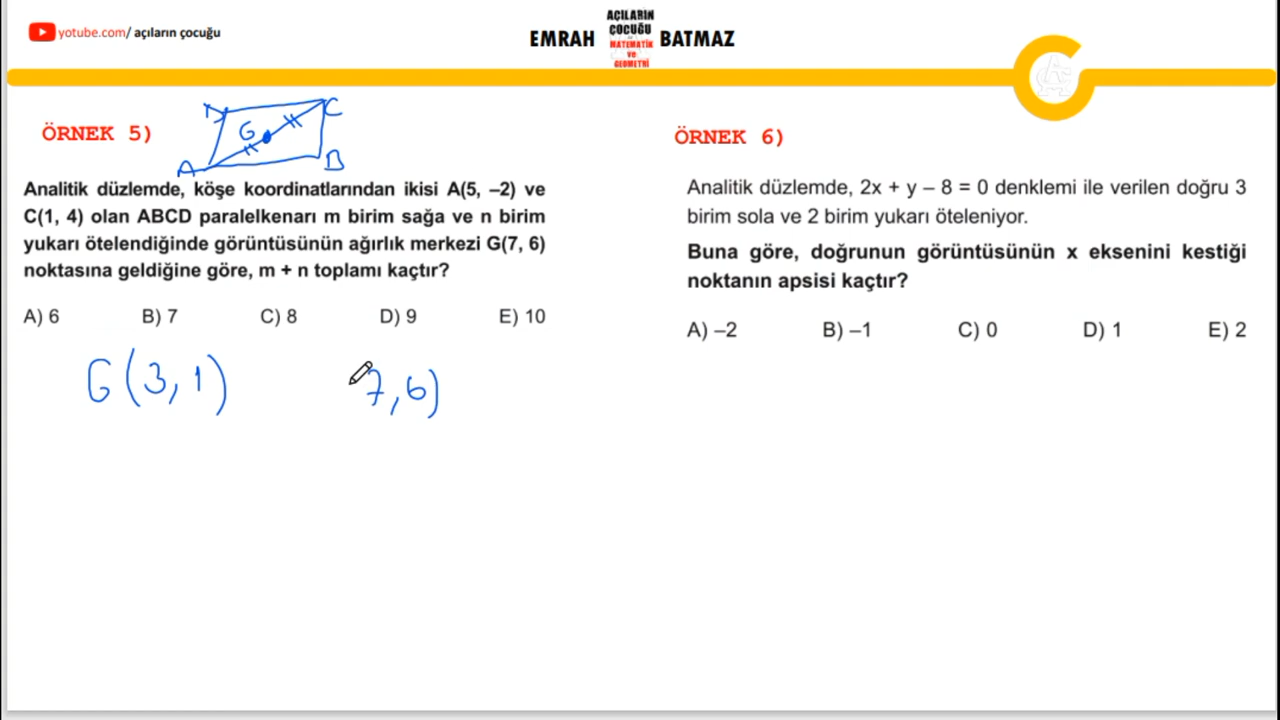 yotube.com/ açıların çocuğu
EMRAH
AÇILARIN
ÇOCUĞU
MATEMATİK
ve
GEOMETRİ
BATMAZ
ÖRNEK 5)
D
C
G
A
B
Analitik düzlemde, köşe koordinatlarından ikisi A(5, –2) ve
C(1, 4) olan ABCD paralelkenarı m birim sağa ve n birim
yukarı ötelendiğinde görüntüsünün ağırlık merkezi G(7, 6)
noktasına geldiğine göre, m + n toplamı kaçtır?
A) 6 B) 7 C) 8 D) 9 E) 10
G(3, 1) 7, 6)
ÖRNEK 6)
Analitik düzlemde, 2x + y – 8 = 0 denklemi ile verilen doğru 3
birim sola ve 2 birim yukarı öteleniyor.
Buna göre, doğrunun görüntüsünün x eksenini kestiği
noktanın apsisi kaçtır?
A) –2 B) –1 C) 0 D) 1 E) 2